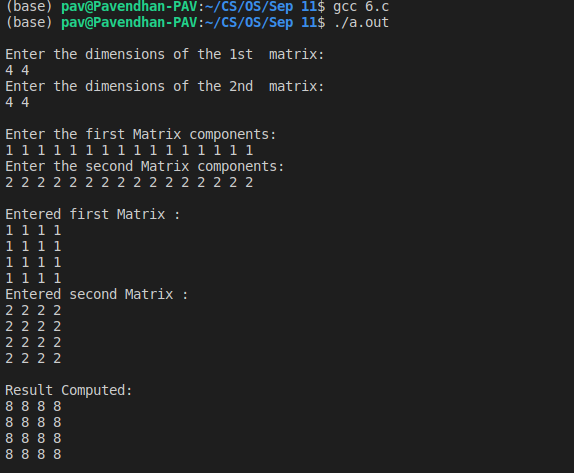 (base) pav@Pavendhan-PAV:~/CS/OS/Sep 11$ gcc 6.c
(base) pav@Pavendhan-PAV:~/CS/OS/Sep 11$ ./a.out
Enter the dimensions of the 1st  matrix:
4 4
Enter the dimensions of the 2nd  matrix:
4 4
Enter the first Matrix components:
1 1 1 1 1 1 1 1 1 1 1 1 1 1 1 1
Enter the second Matrix components:
2 2 2 2 2 2 2 2 2 2 2 2 2 2 2 2
Entered first Matrix :
1 1 1 1
1 1 1 1
1 1 1 1
1 1 1 1
Entered second Matrix :
2 2 2 2
2 2 2 2
2 2 2 2
2 2 2 2
Result Computed:
8 8 8 8
8 8 8 8
8 8 8 8
8 8 8 8